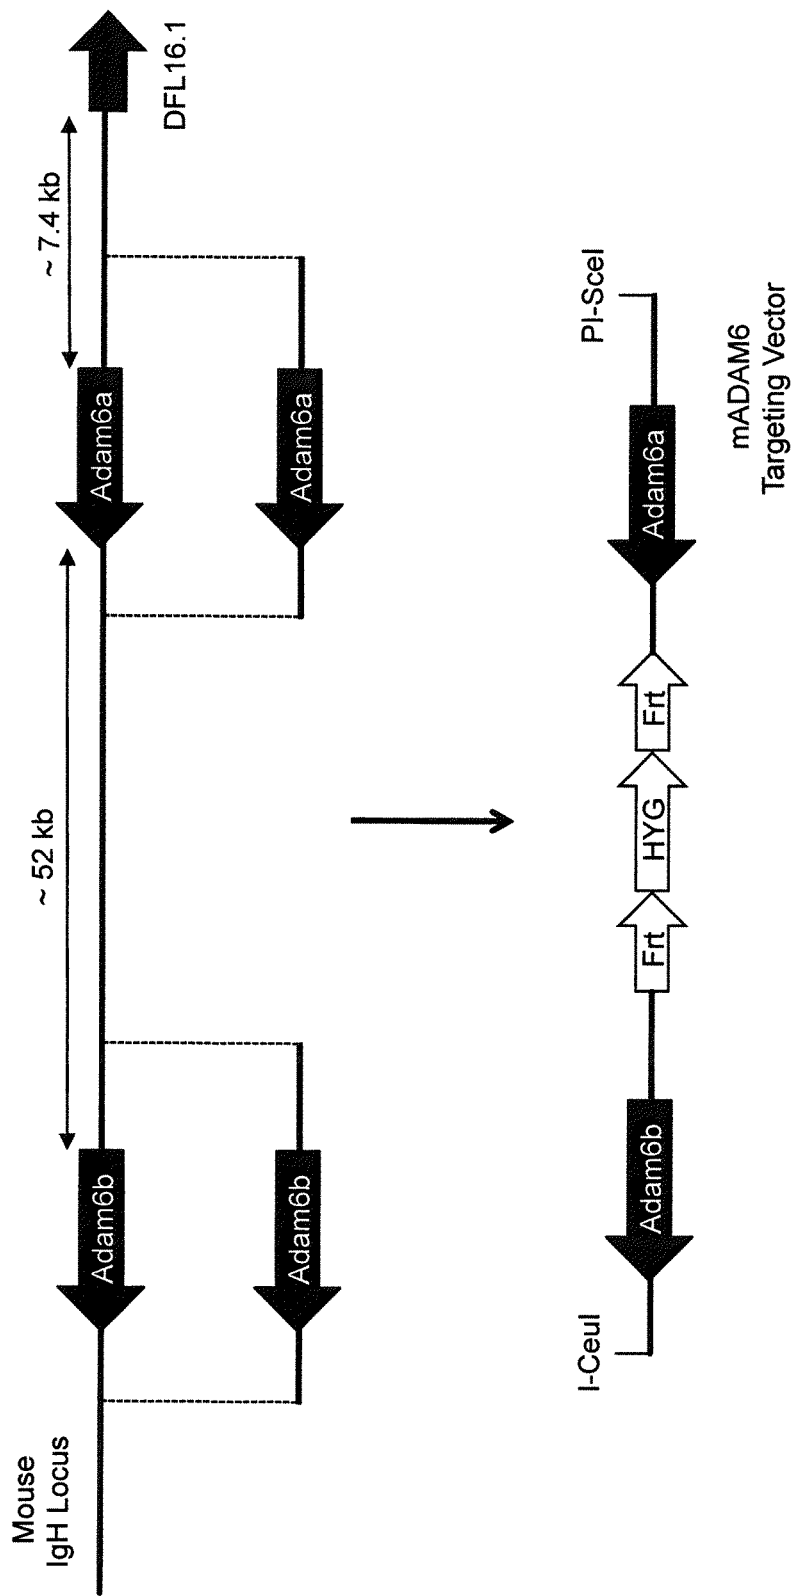 Mouse
IgH Locus
~ 52 kb
~ 7.4 kb
Adam6b
Adam6a
DFL16.1
Adam6b
Adam6a
I-CeuI
PI-SceI
Adam6b
Frt
HYG
Frt
Adam6a
mADAM6
Targeting Vector